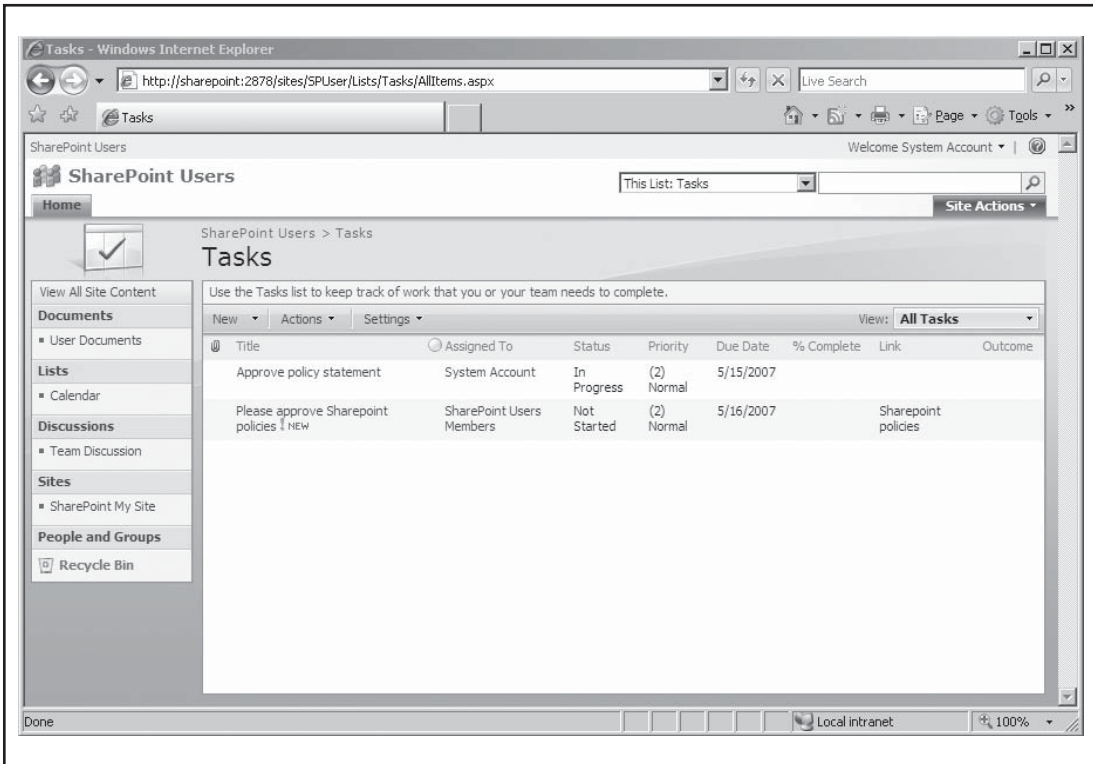 Tasks - Windows Internet Explorer
http://sharepoint:2878/sites/SPUser/Lists/Tasks/AllItems.aspx
Live Search
Tasks
Page
Tools
SharePoint Users
Welcome System Account
SharePoint Users
This List: Tasks
Home
Site Actions
SharePoint Users > Tasks
Tasks
View All Site Content
Documents
User Documents
Lists
Calendar
Discussions
Team Discussion
Sites
SharePoint My Site
People and Groups
Recycle Bin
Use the Tasks list to keep track of work that you or your team needs to complete.
New Actions Settings View: All Tasks
Title Assigned To Status Priority Due Date % Complete Link Outcome
Approve policy statement System Account In Progress (2) Normal 5/15/2007
Please approve Sharepoint policies ! NEW SharePoint Users Members Not Started (2) Normal 5/16/2007 Sharepoint policies
Done Local intranet 100%